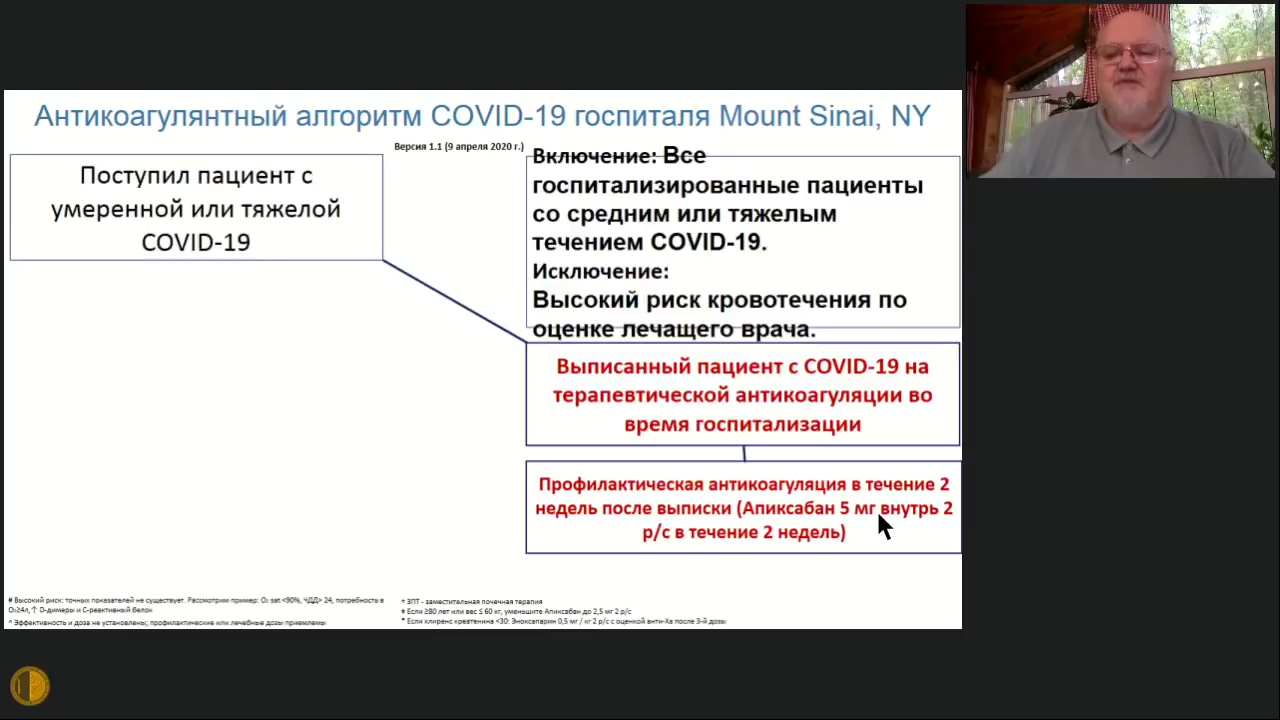 Антикоагулянтный алгоритм COVID-19 госпиталя Mount Sinai, NY
Версия 1.1 (9 апреля 2020 г.)
Поступил пациент с
умеренной или тяжелой
COVID-19
Включение: Все
госпитализированные пациенты
со средним или тяжелым
течением COVID-19.
Исключение:
Высокий риск кровотечения по
оценке лечащего врача.
Выписанный пациент с COVID-19 на
терапевтической антикоагуляции во
время госпитализации
Профилактическая антикоагуляция в течение 2
недель после выписки (Апиксабан 5 мг внутрь 2
р/с в течение 2 недель)
# Высокий риск: точных показателей не существует. Рассмотрим пример: O₂ sat <90%, ЧДД> 24, потребность в
O₂≥4л, ↑ D-димеры и С-реактивный белок
^ Эффективность и доза не установлены; профилактические или лечебные дозы приемлемы
+ ЗПТ - заместительная почечная терапия
‡ Если ≥80 лет или вес ≤ 60 кг, уменьшите Апиксабан до 2,5 мг 2 р/с
* Если клиренс креатенина <30: Эноксапарин 0,5 мг / кг 2 р/с с оценкой анти-Ха после 3-й дозы